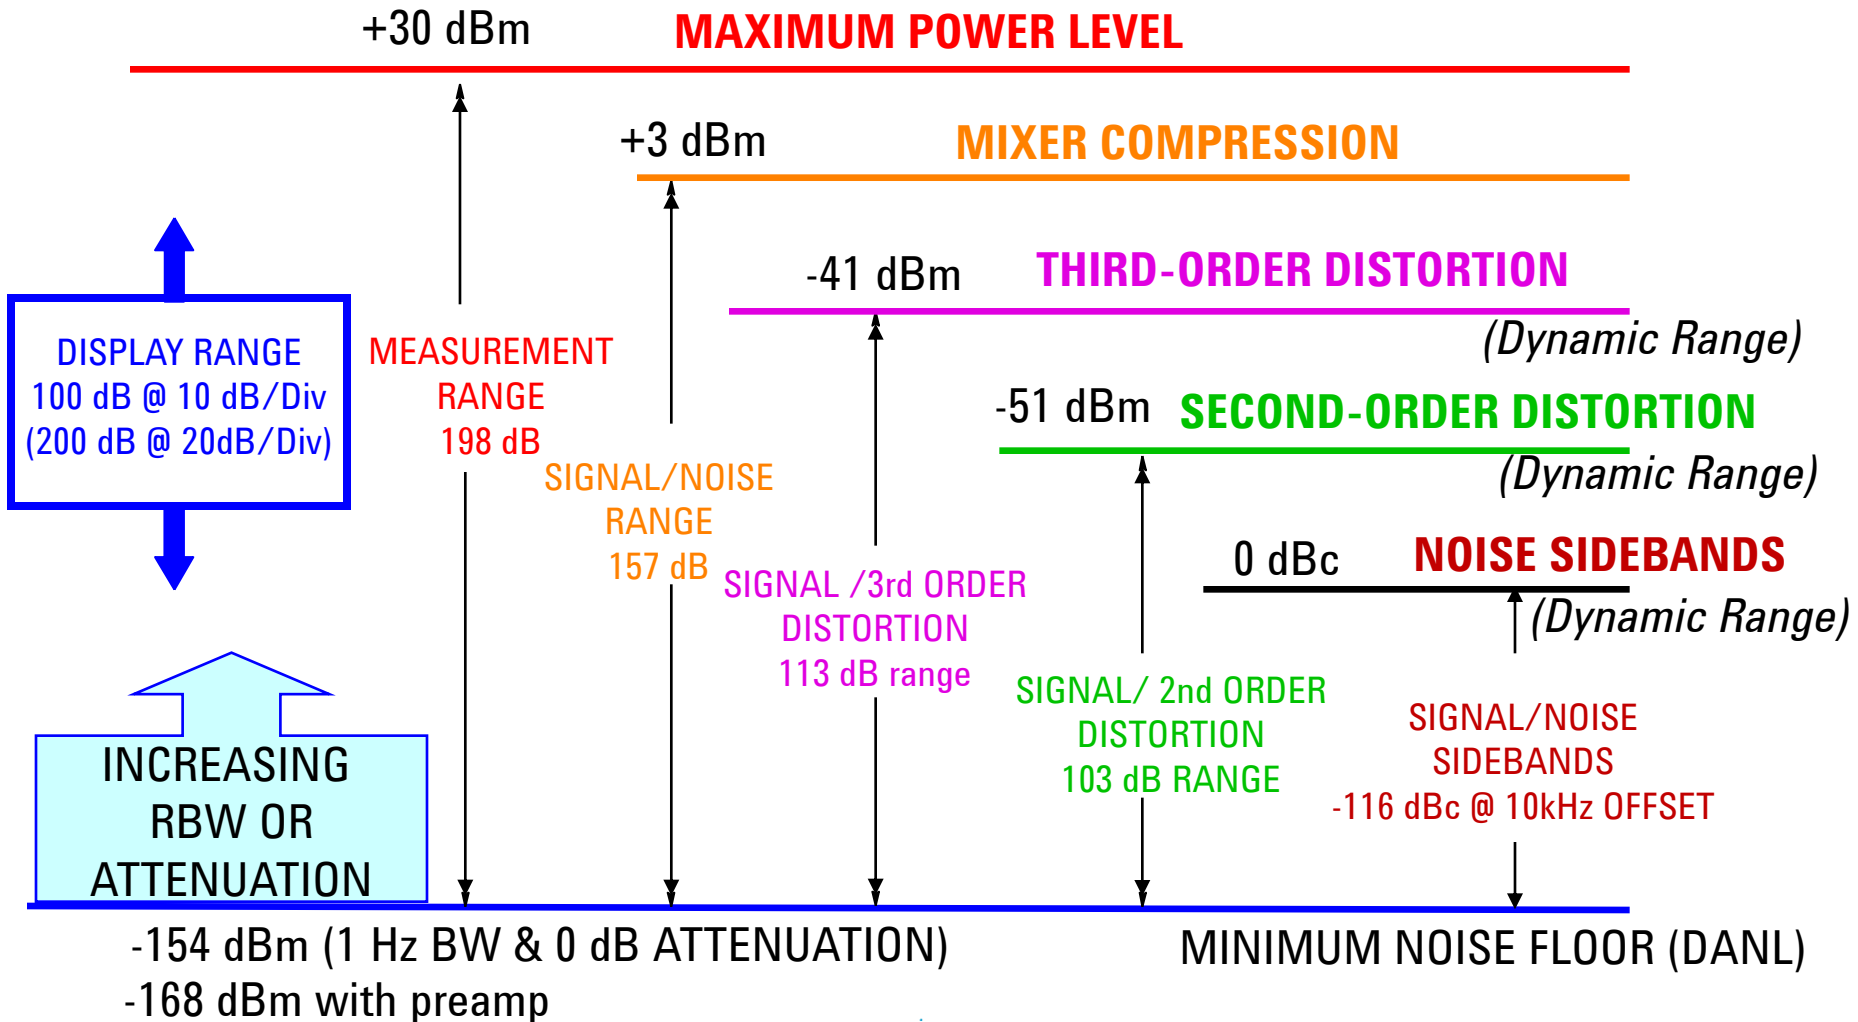 +30 dBm
MAXIMUM POWER LEVEL
+3 dBm
MIXER COMPRESSION
-41 dBm
THIRD-ORDER DISTORTION
(Dynamic Range)
DISPLAY RANGE
100 dB @ 10 dB/Div
(200 dB @ 20dB/Div)
MEASUREMENT
RANGE
198 dB
-51 dBm
SECOND-ORDER DISTORTION
(Dynamic Range)
SIGNAL/NOISE
RANGE
157 dB
0 dBc
NOISE SIDEBANDS
(Dynamic Range)
SIGNAL /3rd ORDER
DISTORTION
113 dB range
SIGNAL/ 2nd ORDER
DISTORTION
103 dB RANGE
SIGNAL/NOISE
SIDEBANDS
-116 dBc @ 10kHz OFFSET
INCREASING
RBW OR
ATTENUATION
-154 dBm (1 Hz BW & 0 dB ATTENUATION)
-168 dBm with preamp
MINIMUM NOISE FLOOR (DANL)